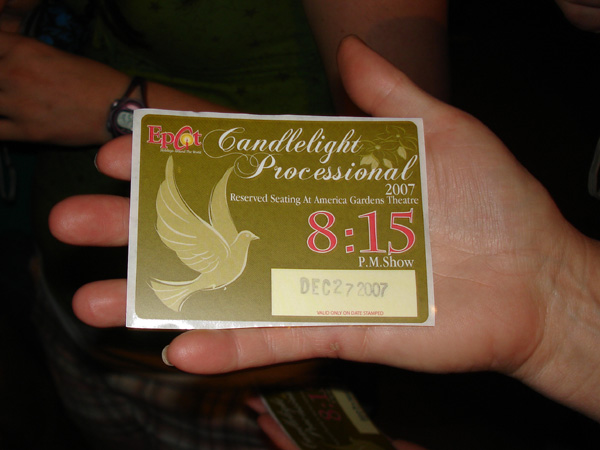 Epcot
Candlelight
Processional
2007
Reserved Seating At America Gardens Theatre
8:15
P.M.Show
DEC 27 2007
VALID ONLY ON DATE STAMPED